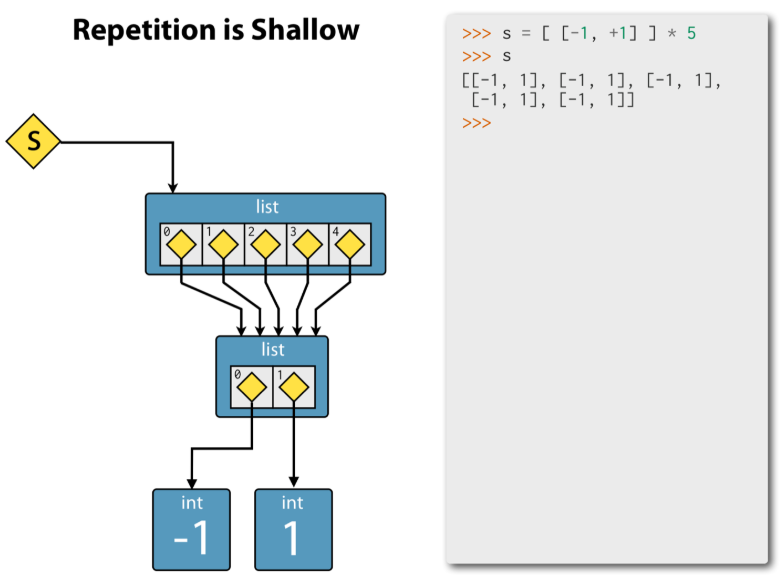 Repetition is Shallow
>>> s = [ [-1, +1] ] * 5
>>> s
[[-1, 1], [-1, 1], [-1, 1],
 [-1, 1], [-1, 1]]
>>>
S
list
0 1 2 3 4
list
0 1
int int
-1 1